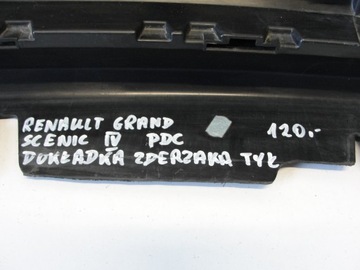 RENAULT GRAND
SCENIC IV PDC 120.-
DOKŁADKA ZDERZAKA TYŁ